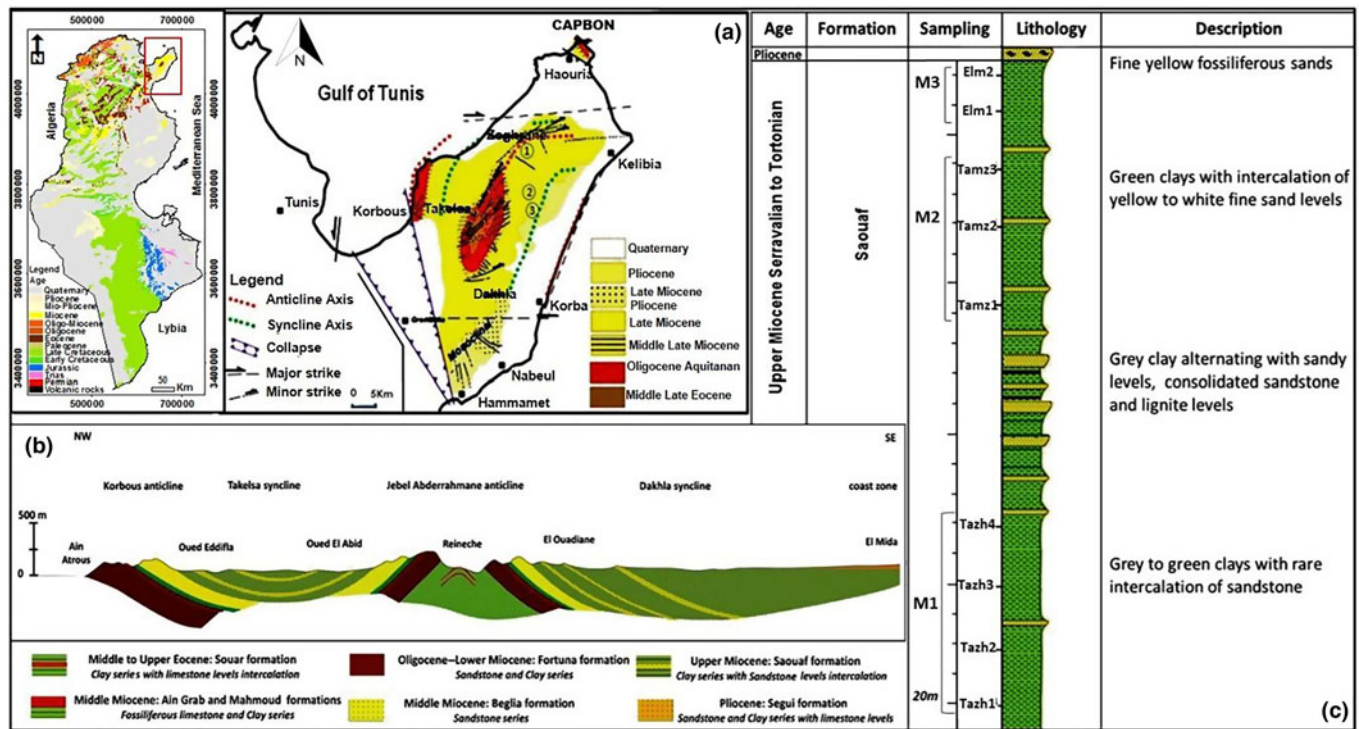 500000
700000
N
Algeria
Mediterranean Sea
4000000
3800000
3600000
3400000
Lybia
Legend
Age
Quaternary
Pliocene
Mio-Pliocene
Miocene
Oligo-Miocene
Oligocene
Eocene
Paleogene
Late Cretaceous
Early Cretaceous
Jurassic
Trias
Permian
Volcanic rocks
50
Km
500000
700000
(a)
N
CAPBON
Haouria
Gulf of Tunis
Kelibia
Tunis
Korbous
Takelsa
1
2
3
Dakhla
Korba
Nabeul
Hammamet
Legend
Anticline Axis
Syncline Axis
Collapse
Major strike
Minor strike
0 5Km
Quaternary
Pliocene
Late Miocene
Pliocene
Late Miocene
Middle Late Miocene
Oligocene Aquitanan
Middle Late Eocene
(b)
NW
SE
Korbous anticline
Takelsa syncline
Jebel Abderrahmane anticline
Dakhla syncline
coast zone
500 m
0
Ain
Atrous
Oued Eddifla
Oued El Abid
Reineche
El Ouadiane
El Mida
Middle to Upper Eocene: Souar formation
Clay series with limestone levels intercalation
Oligocene–Lower Miocene: Fortuna formation
Sandstone and Clay series
Upper Miocene: Saouaf formation
Clay series with Sandstone levels intercalation
Middle Miocene: Ain Grab and Mahmoud formations
Fossiliferous limestone and Clay series
Middle Miocene: Beglia formation
Sandstone series
Pliocene: Segui formation
Sandstone and Clay series with limestone levels
Age
Formation
Sampling
Lithology
Description
Pliocene
Upper Miocene Serravalian to Tortonian
Saouaf
M3
Elm2
Elm1
M2
Tamz3
Tamz2
Tamz1
M1
Tazh4
Tazh3
Tazh2
20m
Tazh1
Fine yellow fossiliferous sands
Green clays with intercalation of
yellow to white fine sand levels
Grey clay alternating with sandy
levels, consolidated sandstone
and lignite levels
Grey to green clays with rare
intercalation of sandstone
(c)